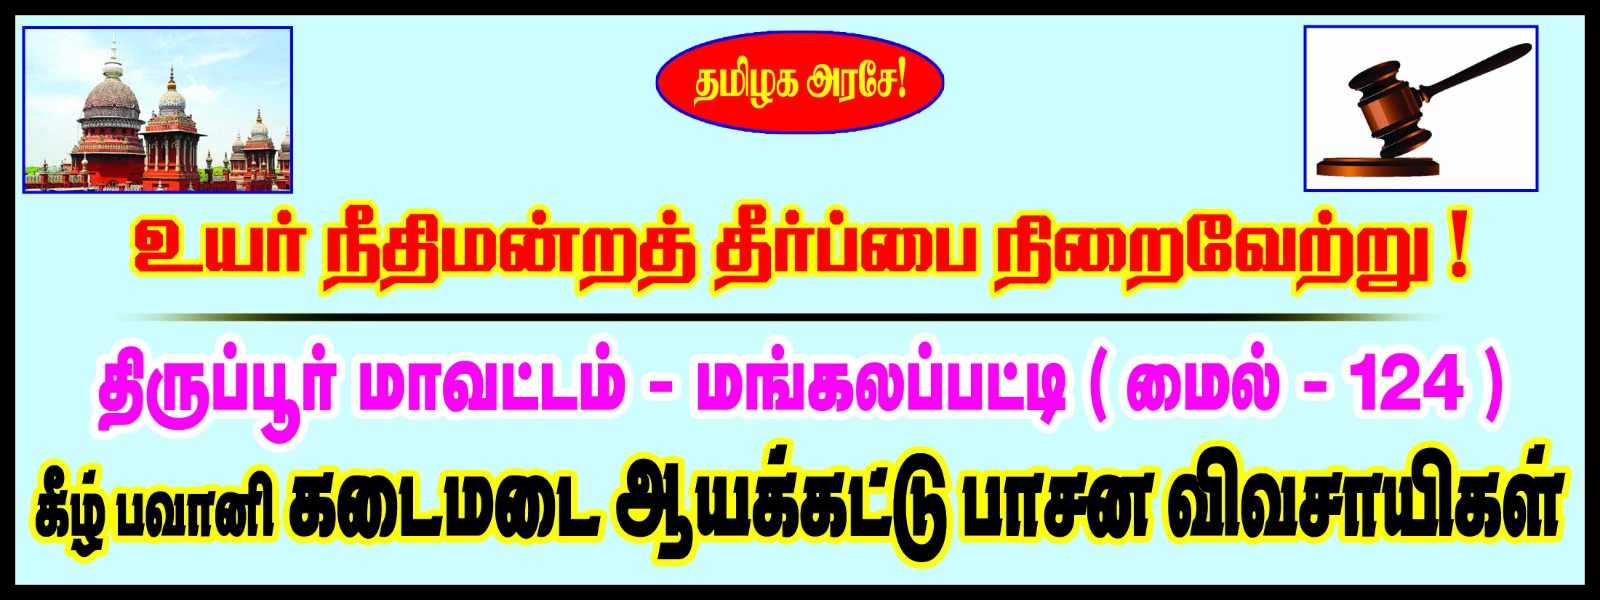 தமிழக அரசே!
உயர் நீதிமன்றத் தீர்ப்பை நிறைவேற்று !
திருப்பூர் மாவட்டம் - மங்கலப்பட்டி ( மைல் - 124 )
கீழ் பவானி கடைமடை ஆயக்கட்டு பாசன விவசாயிகள்